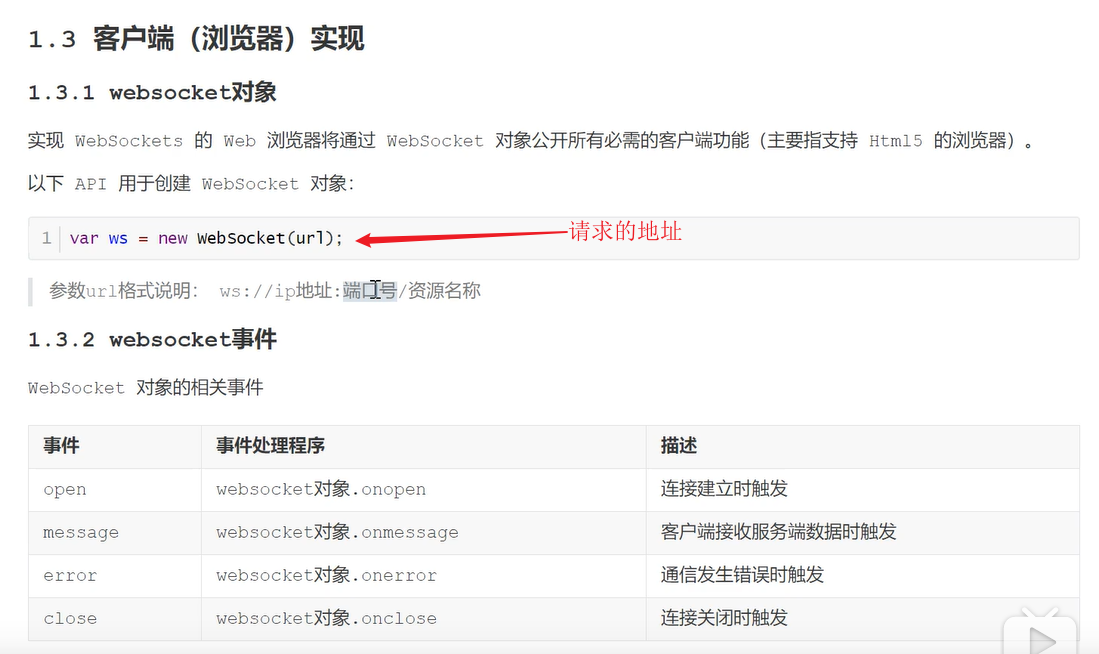 1.3 客户端（浏览器）实现
1.3.1 websocket对象
实现 WebSockets 的 Web 浏览器将通过 WebSocket 对象公开所有必需的客户端功能（主要指支持 Html5 的浏览器）。
以下 API 用于创建 WebSocket 对象：
1 var ws = new WebSocket(url); 请求的地址
参数url格式说明： ws://ip地址:端口号/资源名称
1.3.2 websocket事件
WebSocket 对象的相关事件
事件 事件处理程序 描述
open websocket对象.onopen 连接建立时触发
message websocket对象.onmessage 客户端接收服务端数据时触发
error websocket对象.onerror 通信发生错误时触发
close websocket对象.onclose 连接关闭时触发